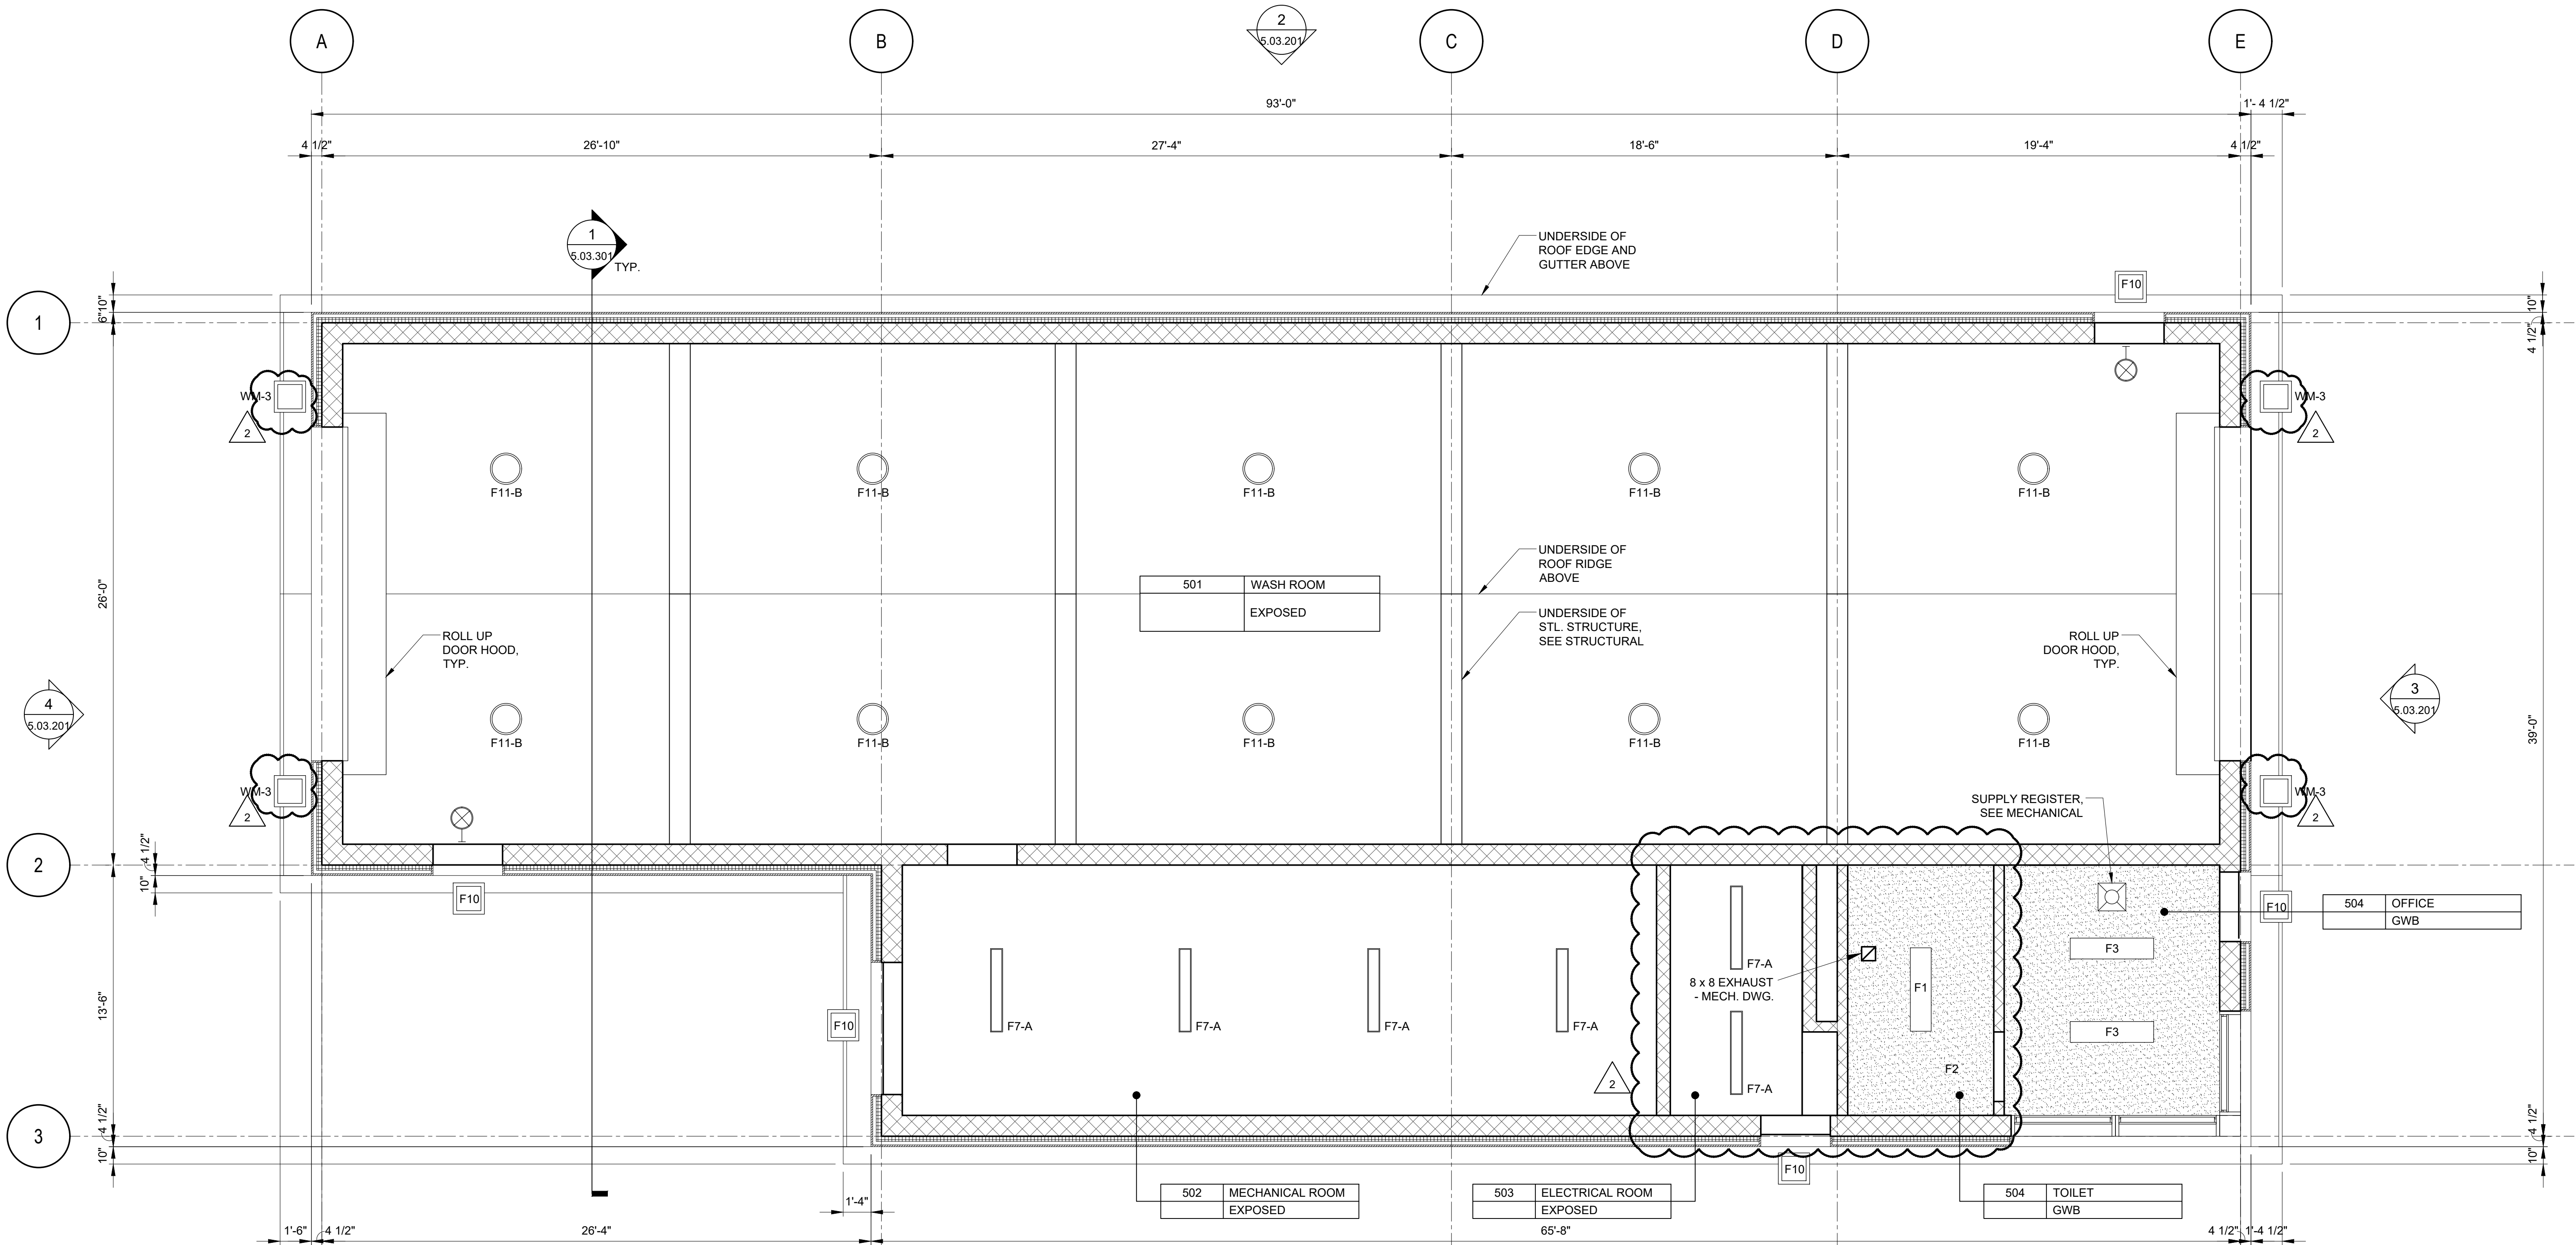 A
B
2
5.03.201
C
D
E
93'-0"
1'- 4 1/2"
4 1/2"
26'-10"
27'-4"
18'-6"
19'-4"
4 1/2"
1
5.03.301
TYP.
UNDERSIDE OF
ROOF EDGE AND
GUTTER ABOVE
F10
10"
6"
10"
4 1/2"
1
WM-3
2
WM-3
2
F11-B
F11-B
F11-B
F11-B
F11-B
26'-0"
501
WASH ROOM
EXPOSED
UNDERSIDE OF
ROOF RIDGE
ABOVE
UNDERSIDE OF
STL. STRUCTURE,
SEE STRUCTURAL
ROLL UP
DOOR HOOD,
TYP.
ROLL UP
DOOR HOOD,
TYP.
4
5.03.201
3
5.03.201
39'-0"
F11-B
F11-B
F11-B
F11-B
F11-B
WM-3
2
WM-3
2
SUPPLY REGISTER,
SEE MECHANICAL
2
4 1/2"
10"
F10
F10
504
OFFICE
GWB
F3
F7-A
8 x 8 EXHAUST
- MECH. DWG.
F1
13'-6"
F10
F7-A
F7-A
F7-A
F7-A
F3
2
F7-A
F2
3
4 1/2"
10"
4 1/2"
10"
F10
502
MECHANICAL ROOM
EXPOSED
503
ELECTRICAL ROOM
EXPOSED
504
TOILET
GWB
1'-4"
1'-6"
4 1/2"
26'-4"
65'-8"
4 1/2"
1'-4 1/2"